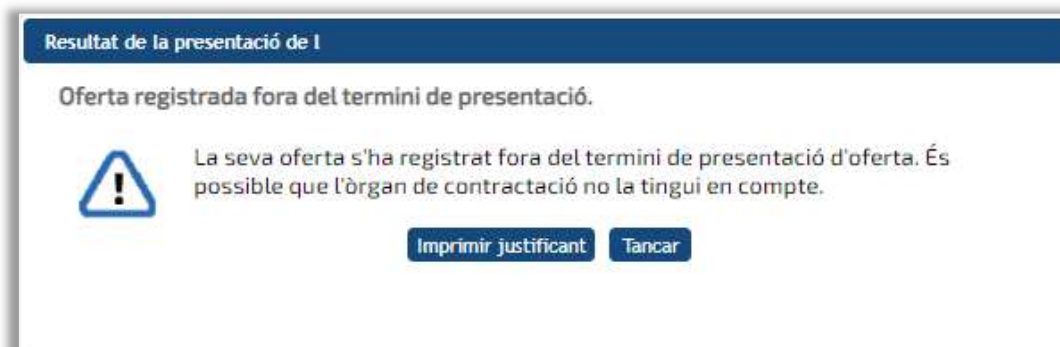 Resultat de la presentació de l
Oferta registrada fora del termini de presentació.
La seva oferta s'ha registrat fora del termini de presentació d'oferta. És
possible que l'òrgan de contractació no la tingui en compte.
Imprimir justificant Tancar